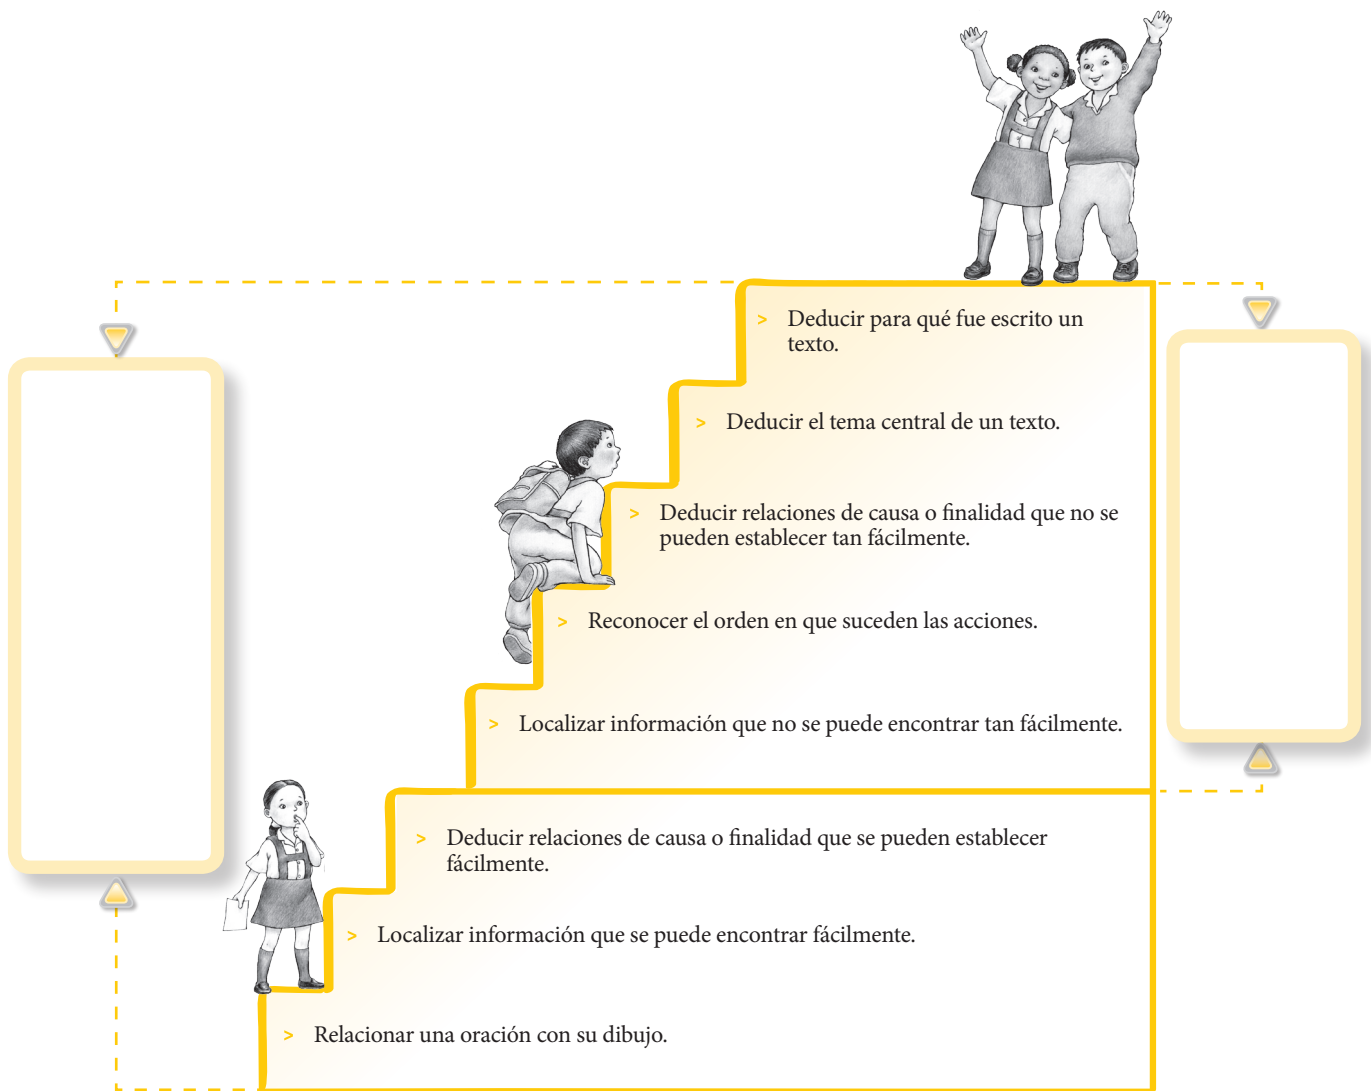 > Deducir para qué fue escrito un
texto.
> Deducir el tema central de un texto.
> Deducir relaciones de causa o finalidad que no se
pueden establecer tan fácilmente.
> Reconocer el orden en que suceden las acciones.
> Localizar información que no se puede encontrar tan fácilmente.
> Deducir relaciones de causa o finalidad que se pueden establecer
fácilmente.
> Localizar información que se puede encontrar fácilmente.
> Relacionar una oración con su dibujo.